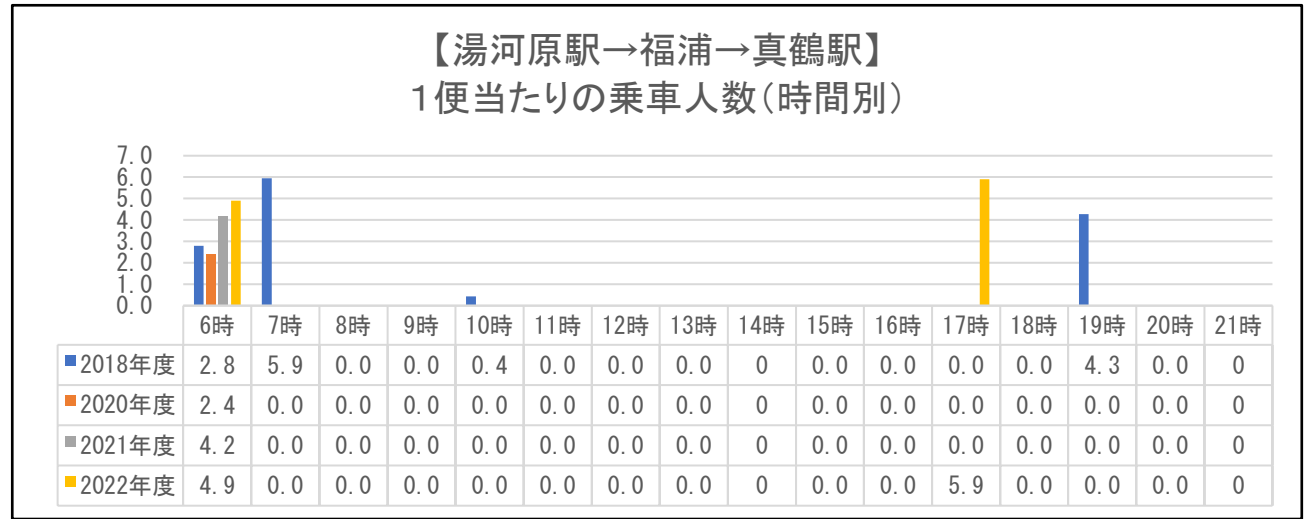 【湯河原駅→福浦→真鶴駅】
1便当たりの乗車人数(時間別)
7.0
6.0
5.0
4.0
3.0
2.0
1.0
0.0
6時 7時 8時 9時 10時 11時 12時 13時 14時 15時 16時 17時 18時 19時 20時 21時
2018年度 2.8 5.9 0.0 0.0 0.4 0.0 0.0 0.0 0 0.0 0.0 0.0 0.0 4.3 0.0 0
2020年度 2.4 0.0 0.0 0.0 0.0 0.0 0.0 0.0 0 0.0 0.0 0.0 0.0 0.0 0.0 0
2021年度 4.2 0.0 0.0 0.0 0.0 0.0 0.0 0.0 0 0.0 0.0 0.0 0.0 0.0 0.0 0
2022年度 4.9 0.0 0.0 0.0 0.0 0.0 0.0 0.0 0 0.0 0.0 5.9 0.0 0.0 0.0 0